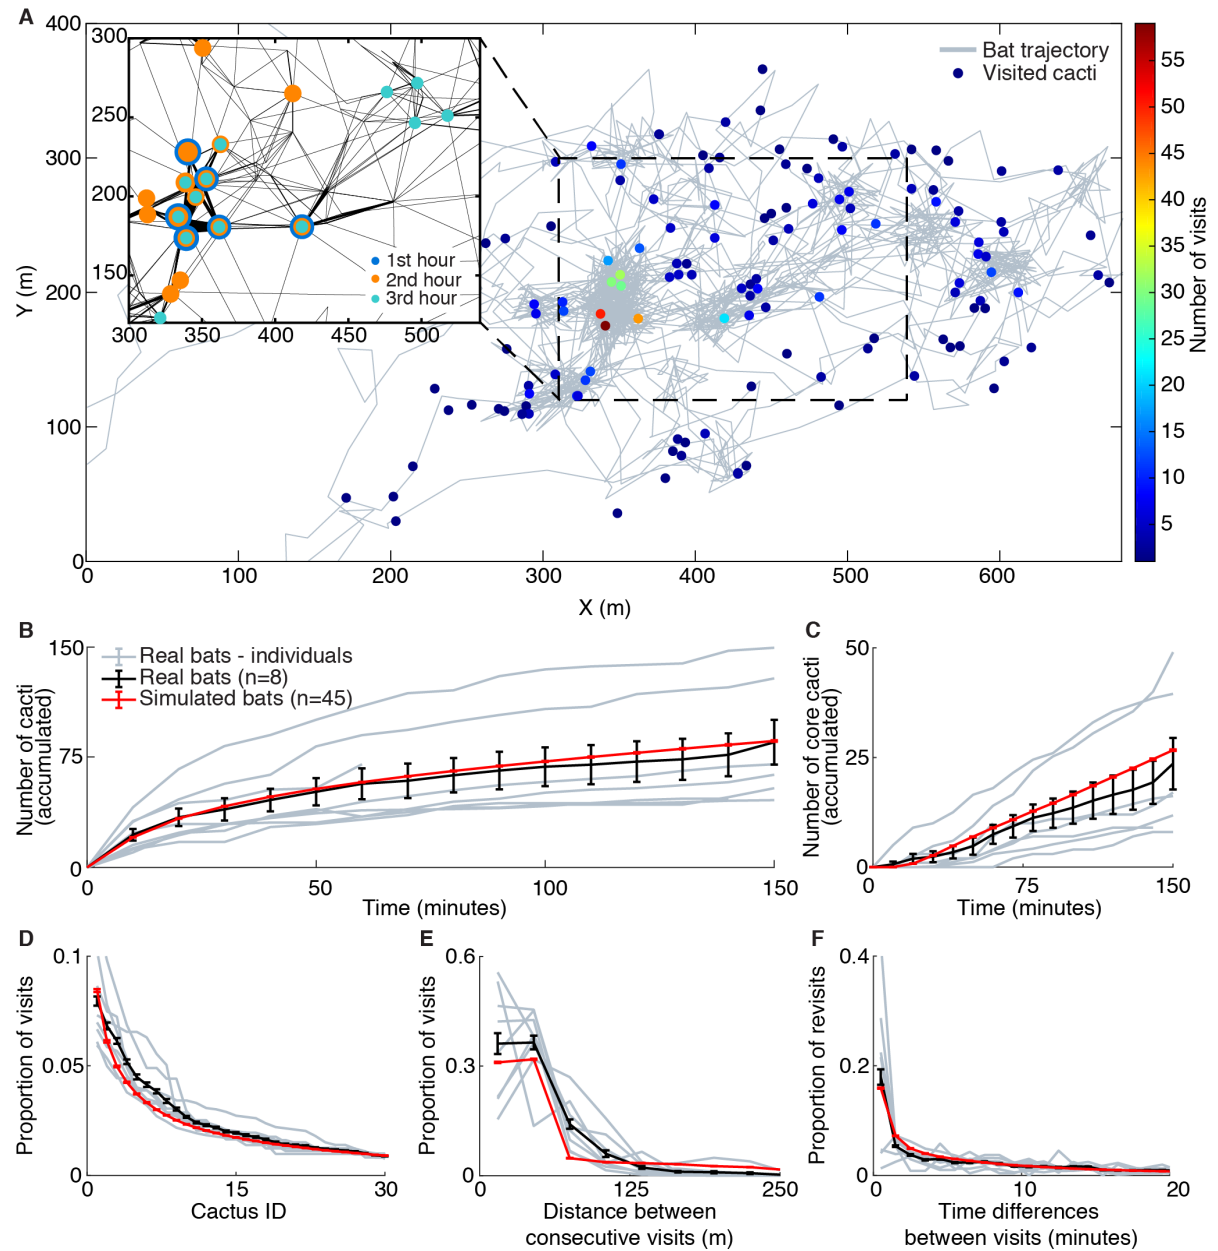 A
400
300
200
100
0
Y (m)
0
100
200
300
400
500
600
X (m)
Bat trajectory
Visited cacti
300
250
200
150
300
350
400
450
500
1st hour
2nd hour
3rd hour
55
50
45
40
35
30
25
20
15
10
5
Number of visits
B
150
75
0
Number of cacti
(accumulated)
Real bats - individuals
Real bats (n=8)
Simulated bats (n=45)
0
50
100
150
Time (minutes)
C
50
25
0
Number of core cacti
(accumulated)
0
75
150
Time (minutes)
D
0.1
0.05
0
Proportion of visits
0
15
30
Cactus ID
E
0.6
0.3
0
Proportion of visits
0
125
250
Distance between
consecutive visits (m)
F
0.4
0.2
0
Proportion of revisits
0
10
20
Time differences
between visits (minutes)